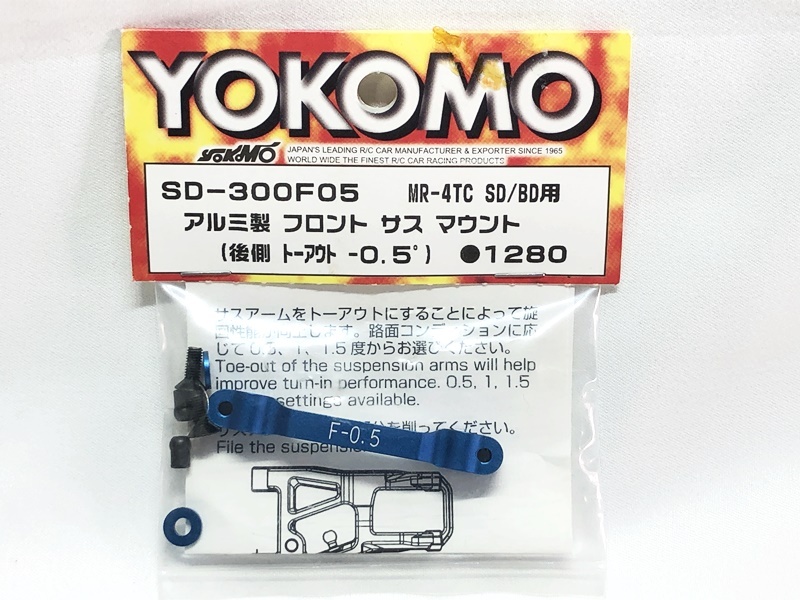 YOKOMO
YOKOMO
JAPAN'S LEADING R/C CAR MANUFACTURER & EXPORTER SINCE 1965
WORLD WIDE THE FINEST R/C CAR RACING PRODUCTS
SD-300F05 MR-4TC SD/BD用
アルミ製 フロント サス マウント
(後側 トーアウト -0.5°) ●1280
サスアームをトーアウトにすることによって旋
回性能が向上します。路面コンディションに応
じて0.5、1、1.5度からお選びください。
Toe-out of the suspension arms will help
improve turn-in performance. 0.5, 1, 1.5
settings available.
を削ってください。
File the suspension
F-0.5